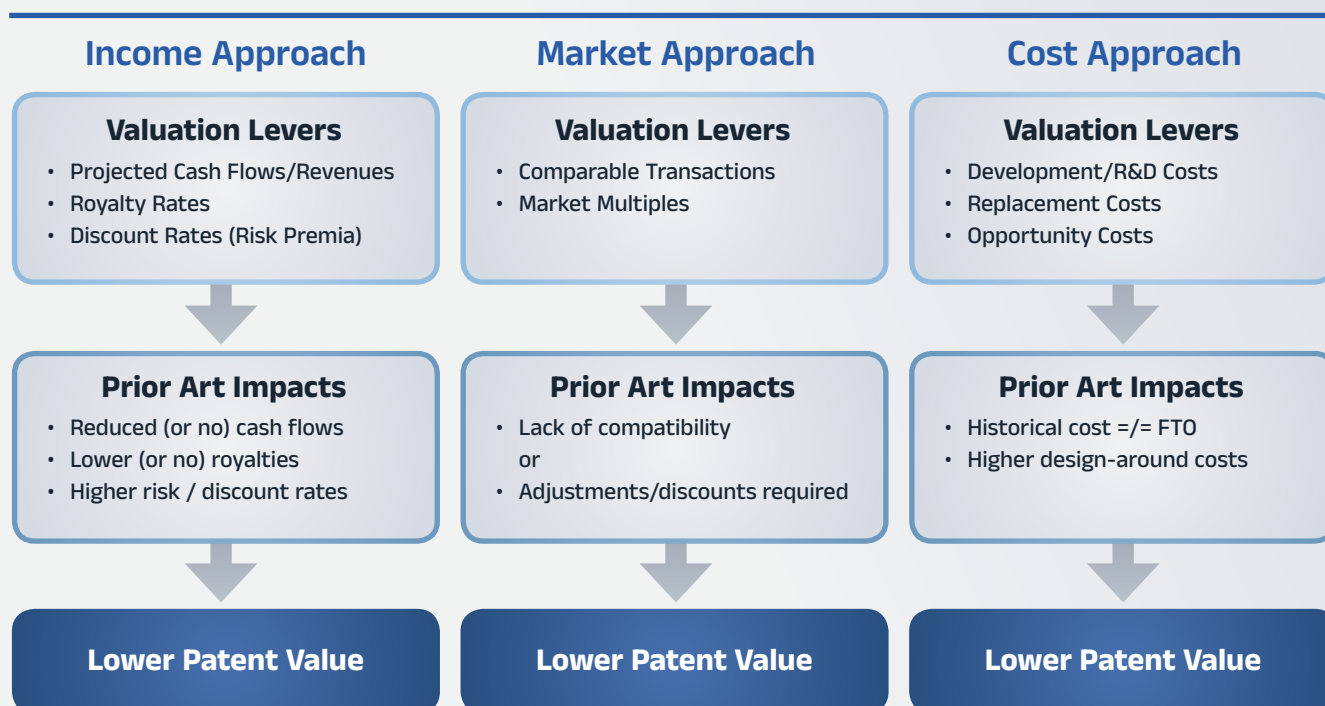 Income Approach
Valuation Levers
• Projected Cash Flows/Revenues
• Royalty Rates
• Discount Rates (Risk Premia)
Prior Art Impacts
• Reduced (or no) cash flows
• Lower (or no) royalties
• Higher risk / discount rates
Lower Patent Value
Market Approach
Valuation Levers
• Comparable Transactions
• Market Multiples
Prior Art Impacts
• Lack of compatibility
or
• Adjustments/discounts required
Lower Patent Value
Cost Approach
Valuation Levers
• Development/R&D Costs
• Replacement Costs
• Opportunity Costs
Prior Art Impacts
• Historical cost =/= FTO
• Higher design-around costs
Lower Patent Value